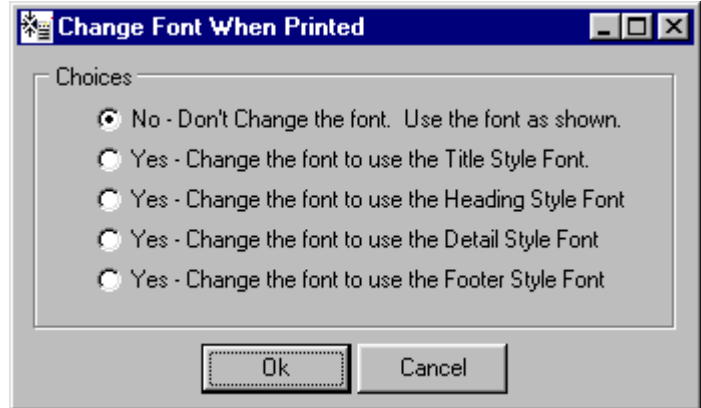 Change Font When Printed
Choices
No - Don't Change the font.  Use the font as shown.
Yes - Change the font to use the Title Style Font.
Yes - Change the font to use the Heading Style Font
Yes - Change the font to use the Detail Style Font
Yes - Change the font to use the Footer Style Font
Ok
Cancel